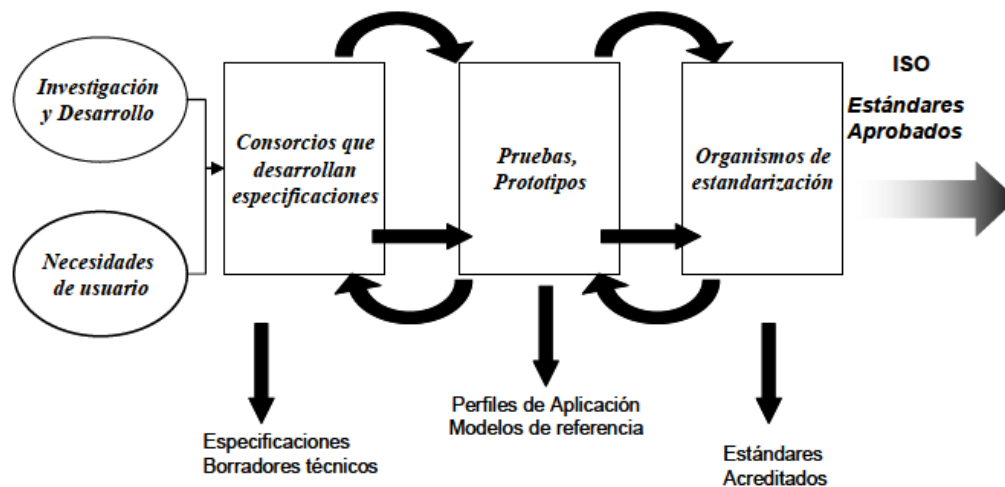 Investigación
y Desarrollo
Necesidades
de usuario
Consorcios que
desarrollan
especificaciones
Pruebas,
Prototipos
Organismos de
estandarización
ISO
Estándares
Aprobados
Especificaciones
Borradores técnicos
Perfiles de Aplicación
Modelos de referencia
Estándares
Acreditados